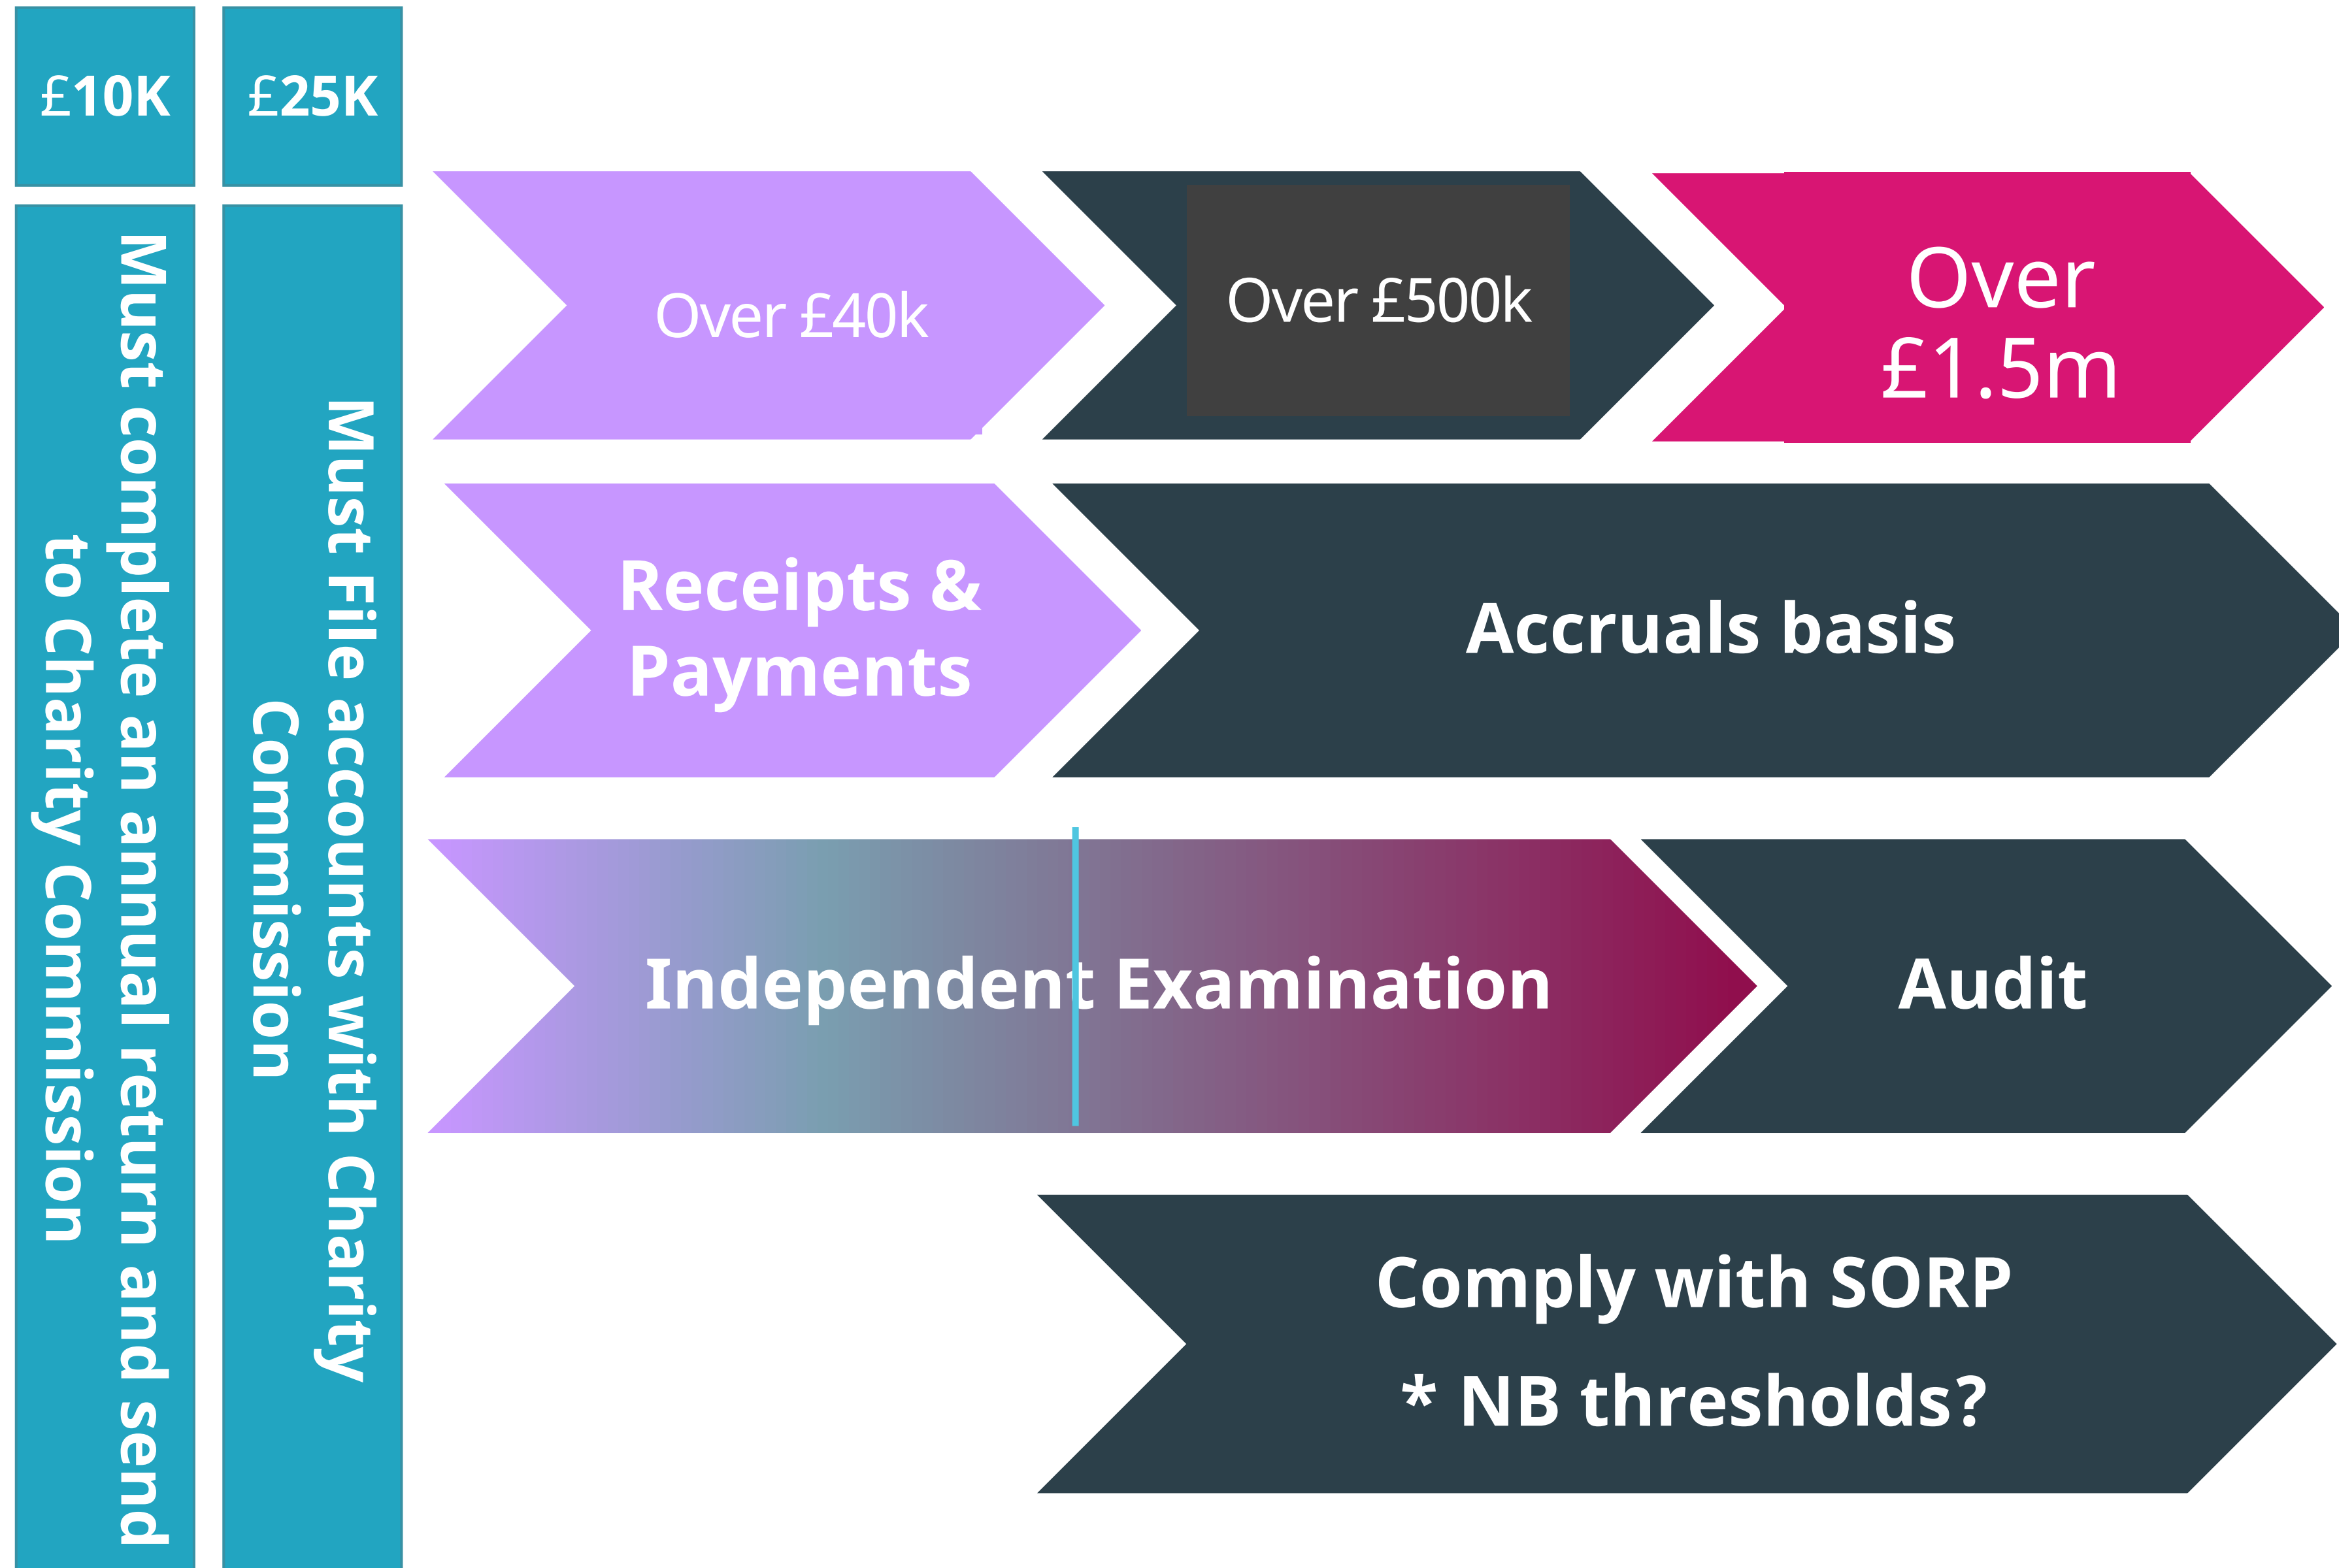 £10K
£25K
Must complete an annual return and send
to Charity Commission
Must File accounts with Charity
Commission
Over £40k
Over £500k
Over
£1.5m
Receipts &
Payments
Accruals basis
Independent Examination
Audit
Comply with SORP
* NB thresholds?